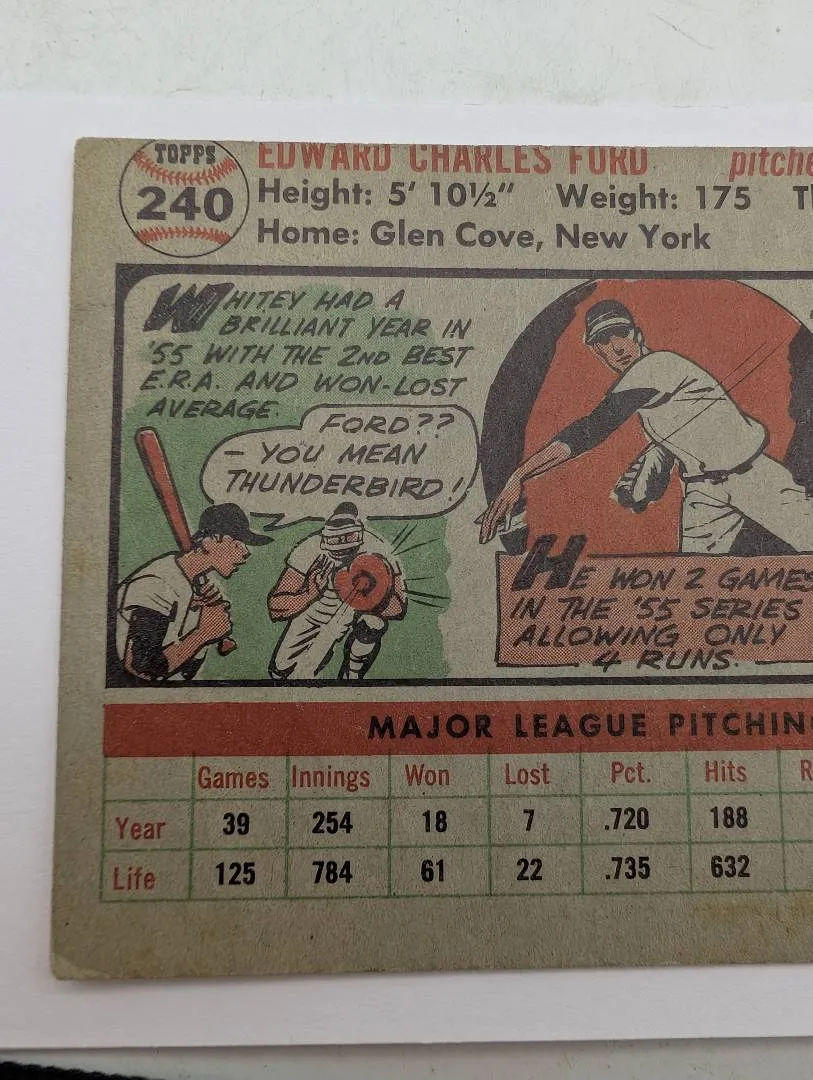 TOPPS
240
EDWARD CHARLES FORD pitche
Height: 5' 10½" Weight: 175 T
Home: Glen Cove, New York
WHITEY HAD A
BRILLIANT YEAR IN
'55 WITH THE 2ND BEST
E.R.A. AND WON-LOST
AVERAGE.
FORD??
- YOU MEAN
THUNDERBIRD!
HE WON 2 GAMES
IN THE '55 SERIES
ALLOWING ONLY
4 RUNS.
MAJOR LEAGUE PITCHIN
Games Innings Won Lost Pct. Hits R
Year 39 254 18 7 .720 188
Life 125 784 61 22 .735 632